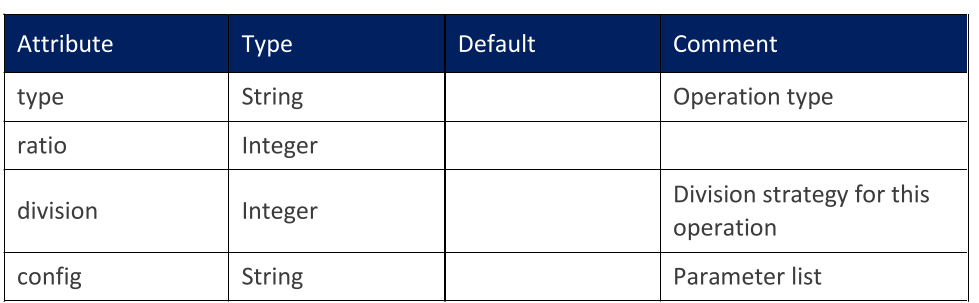 Attribute Type Default Comment
type String Operation type
ratio Integer
division Integer Division strategy for this
operation
config String Parameter list